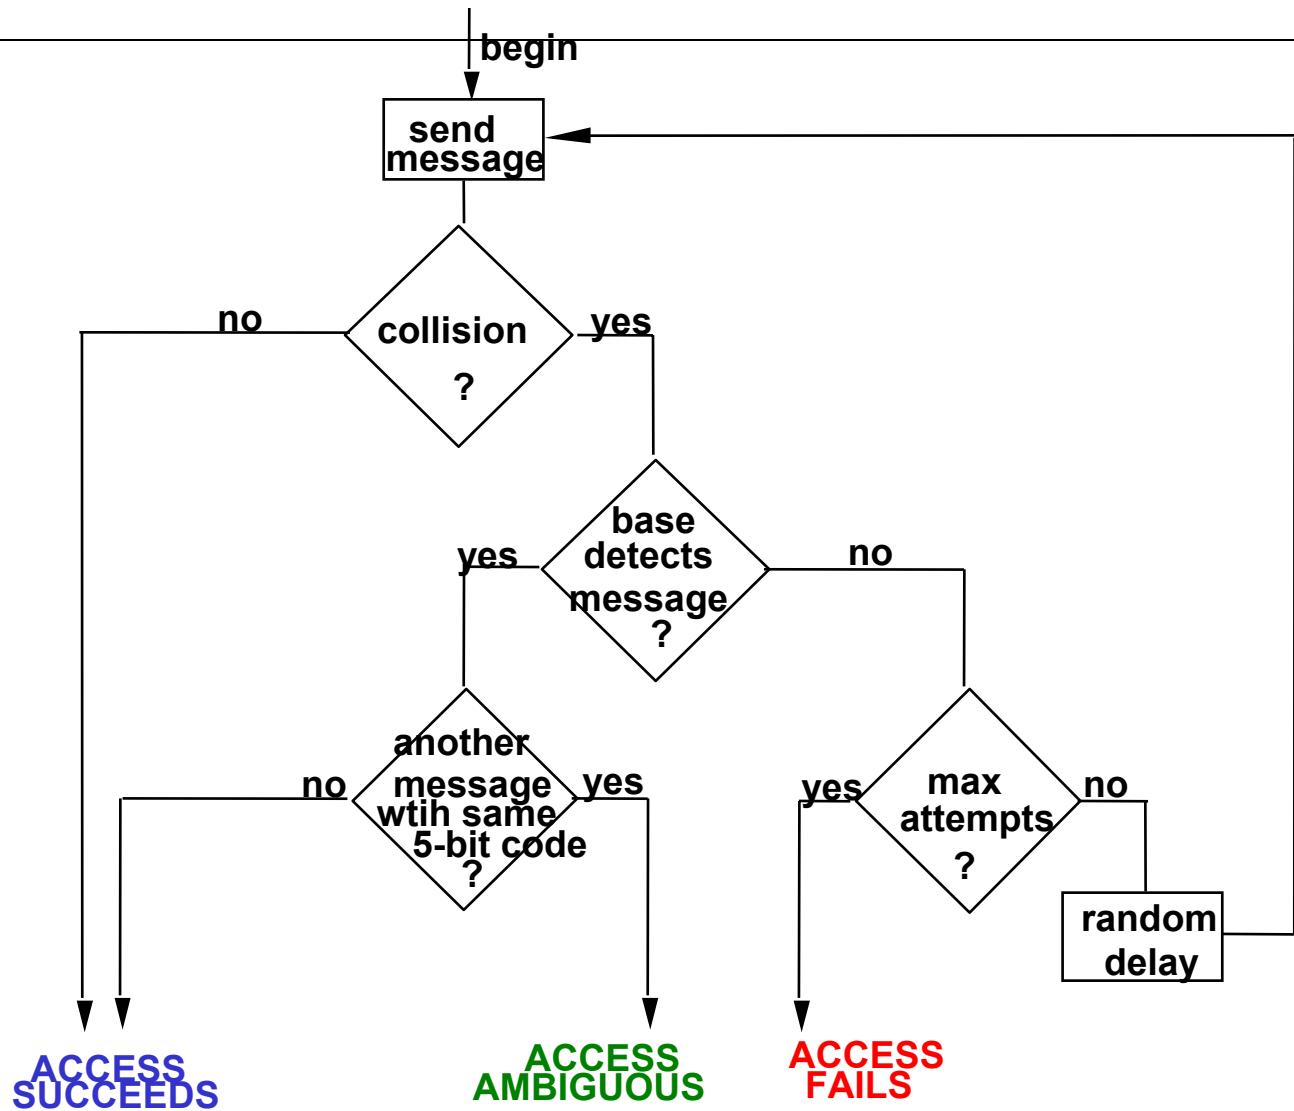 begin
send
message
no
yes
collision
?
base
detects
message
?
yes
no
another
message
wtih same
5-bit code
?
no
yes
max
attempts
?
yes
no
random
delay
ACCESS
SUCCEEDS
ACCESS
AMBIGUOUS
ACCESS
FAILS